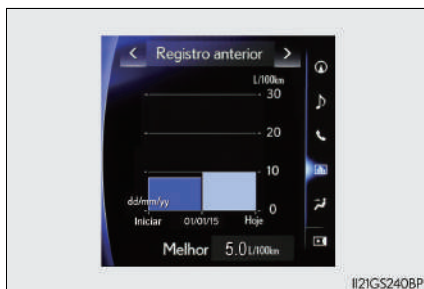 Registro anterior
L/100km
30
20
10
dd/mm/yy
0
Iniciar 01/01/15 Hoje
Melhor 5.0 L/100km
II21GS240BP